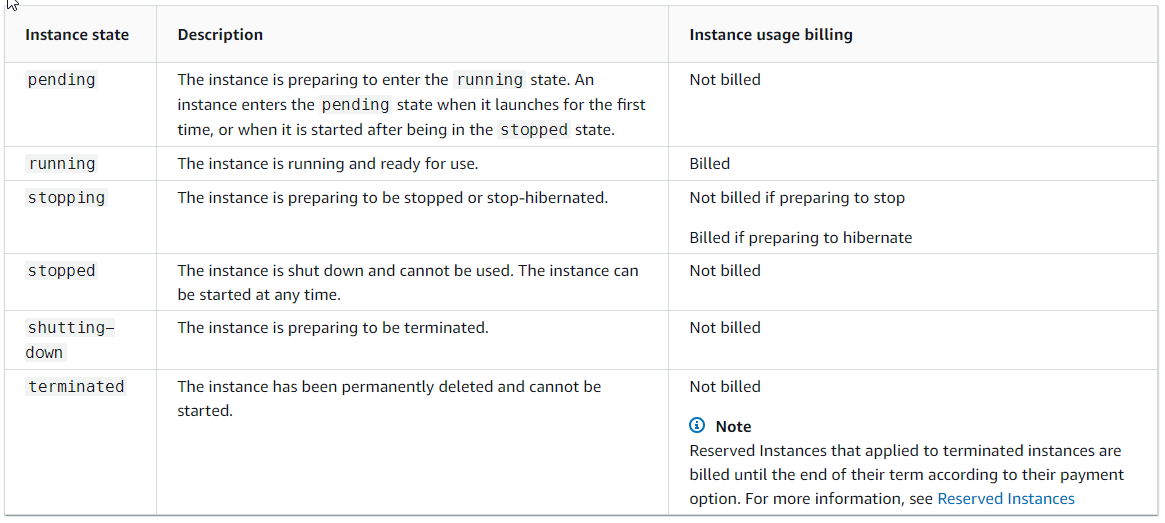 Instance state Description Instance usage billing
pending The instance is preparing to enter the running state. An Not billed
instance enters the pending state when it launches for the first
time, or when it is started after being in the stopped state.
running The instance is running and ready for use. Billed
stopping The instance is preparing to be stopped or stop-hibernated. Not billed if preparing to stop
Billed if preparing to hibernate
stopped The instance is shut down and cannot be used. The instance can Not billed
be started at any time.
shutting- The instance is preparing to be terminated. Not billed
down
terminated The instance has been permanently deleted and cannot be Not billed
started.
Note
Reserved Instances that applied to terminated instances are
billed until the end of their term according to their payment
option. For more information, see Reserved Instances